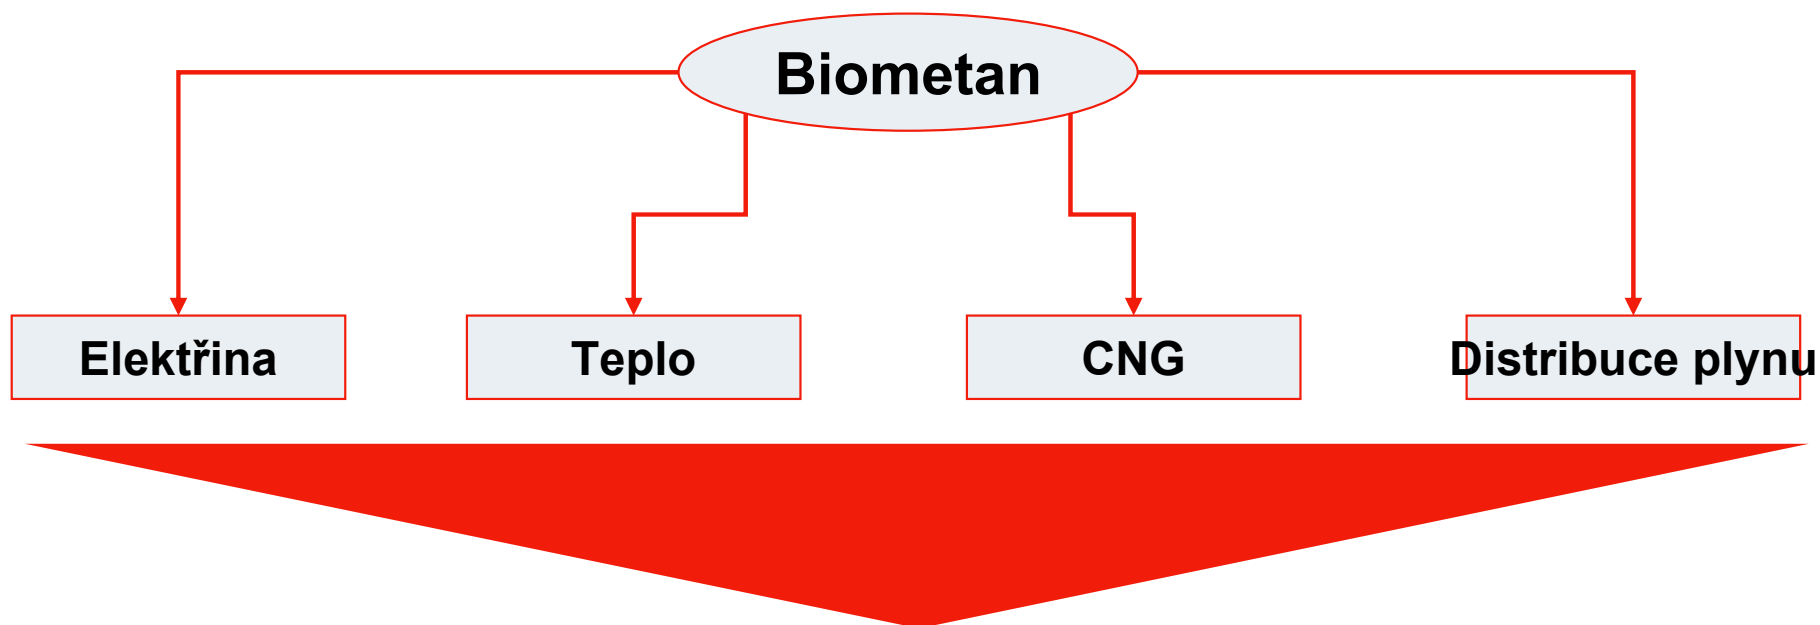 Biometan
Elektřina
Teplo
CNG
Distribuce plynu